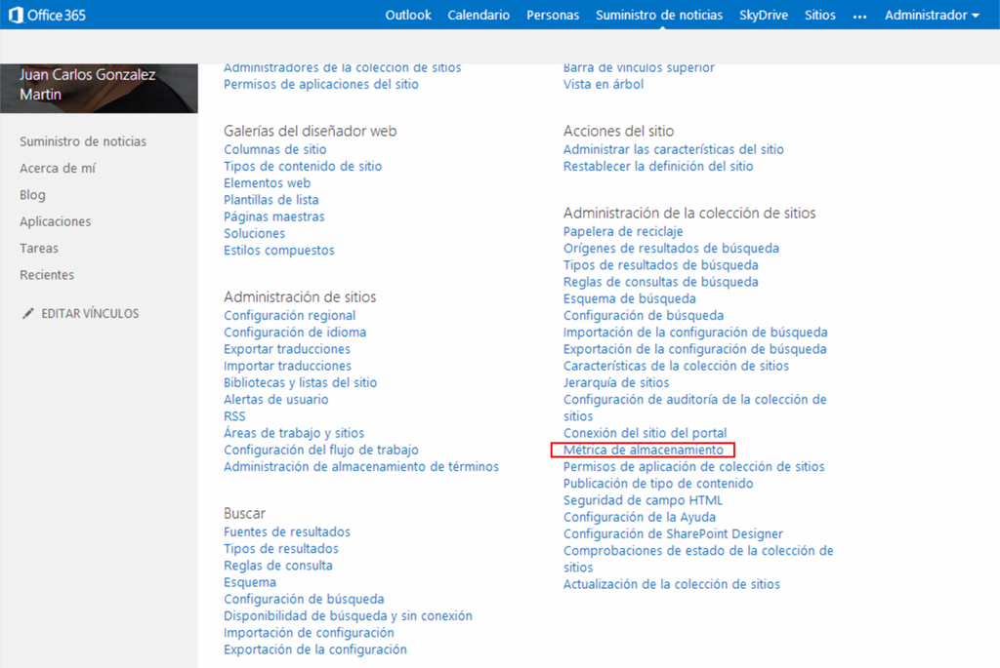 Office 365
Outlook Calendario Personas Suministro de noticias SkyDrive Sitios ... Administrador
Juan Carlos Gonzalez
Martin
Suministro de noticias
Acerca de mí
Blog
Aplicaciones
Tareas
Recientes
EDITAR VÍNCULOS
Administradores de la colección de sitios
Permisos de aplicaciones del sitio
Galerías del diseñador web
Columnas de sitio
Tipos de contenido de sitio
Elementos web
Plantillas de lista
Páginas maestras
Soluciones
Estilos compuestos
Administración de sitios
Configuración regional
Configuración de idioma
Exportar traducciones
Importar traducciones
Bibliotecas y listas del sitio
Alertas de usuario
RSS
Áreas de trabajo y sitios
Configuración del flujo de trabajo
Administración de almacenamiento de términos
Buscar
Fuentes de resultados
Tipos de resultados
Reglas de consulta
Esquema
Configuración de búsqueda
Disponibilidad de búsqueda y sin conexión
Importación de configuración
Exportación de la configuración
Barra de vínculos superior
Vista en árbol
Acciones del sitio
Administrar las características del sitio
Restablecer la definición del sitio
Administración de la colección de sitios
Papelera de reciclaje
Orígenes de resultados de búsqueda
Tipos de resultados de búsqueda
Reglas de consultas de búsqueda
Esquema de búsqueda
Configuración de búsqueda
Importación de la configuración de búsqueda
Exportación de la configuración de búsqueda
Características de la colección de sitios
Jerarquía de sitios
Configuración de auditoría de la colección de
sitios
Conexión del sitio del portal
Métrica de almacenamiento
Permisos de aplicación de colección de sitios
Publicación de tipo de contenido
Seguridad de campo HTML
Configuración de la Ayuda
Configuración de SharePoint Designer
Comprobaciones de estado de la colección de
sitios
Actualización de la colección de sitios